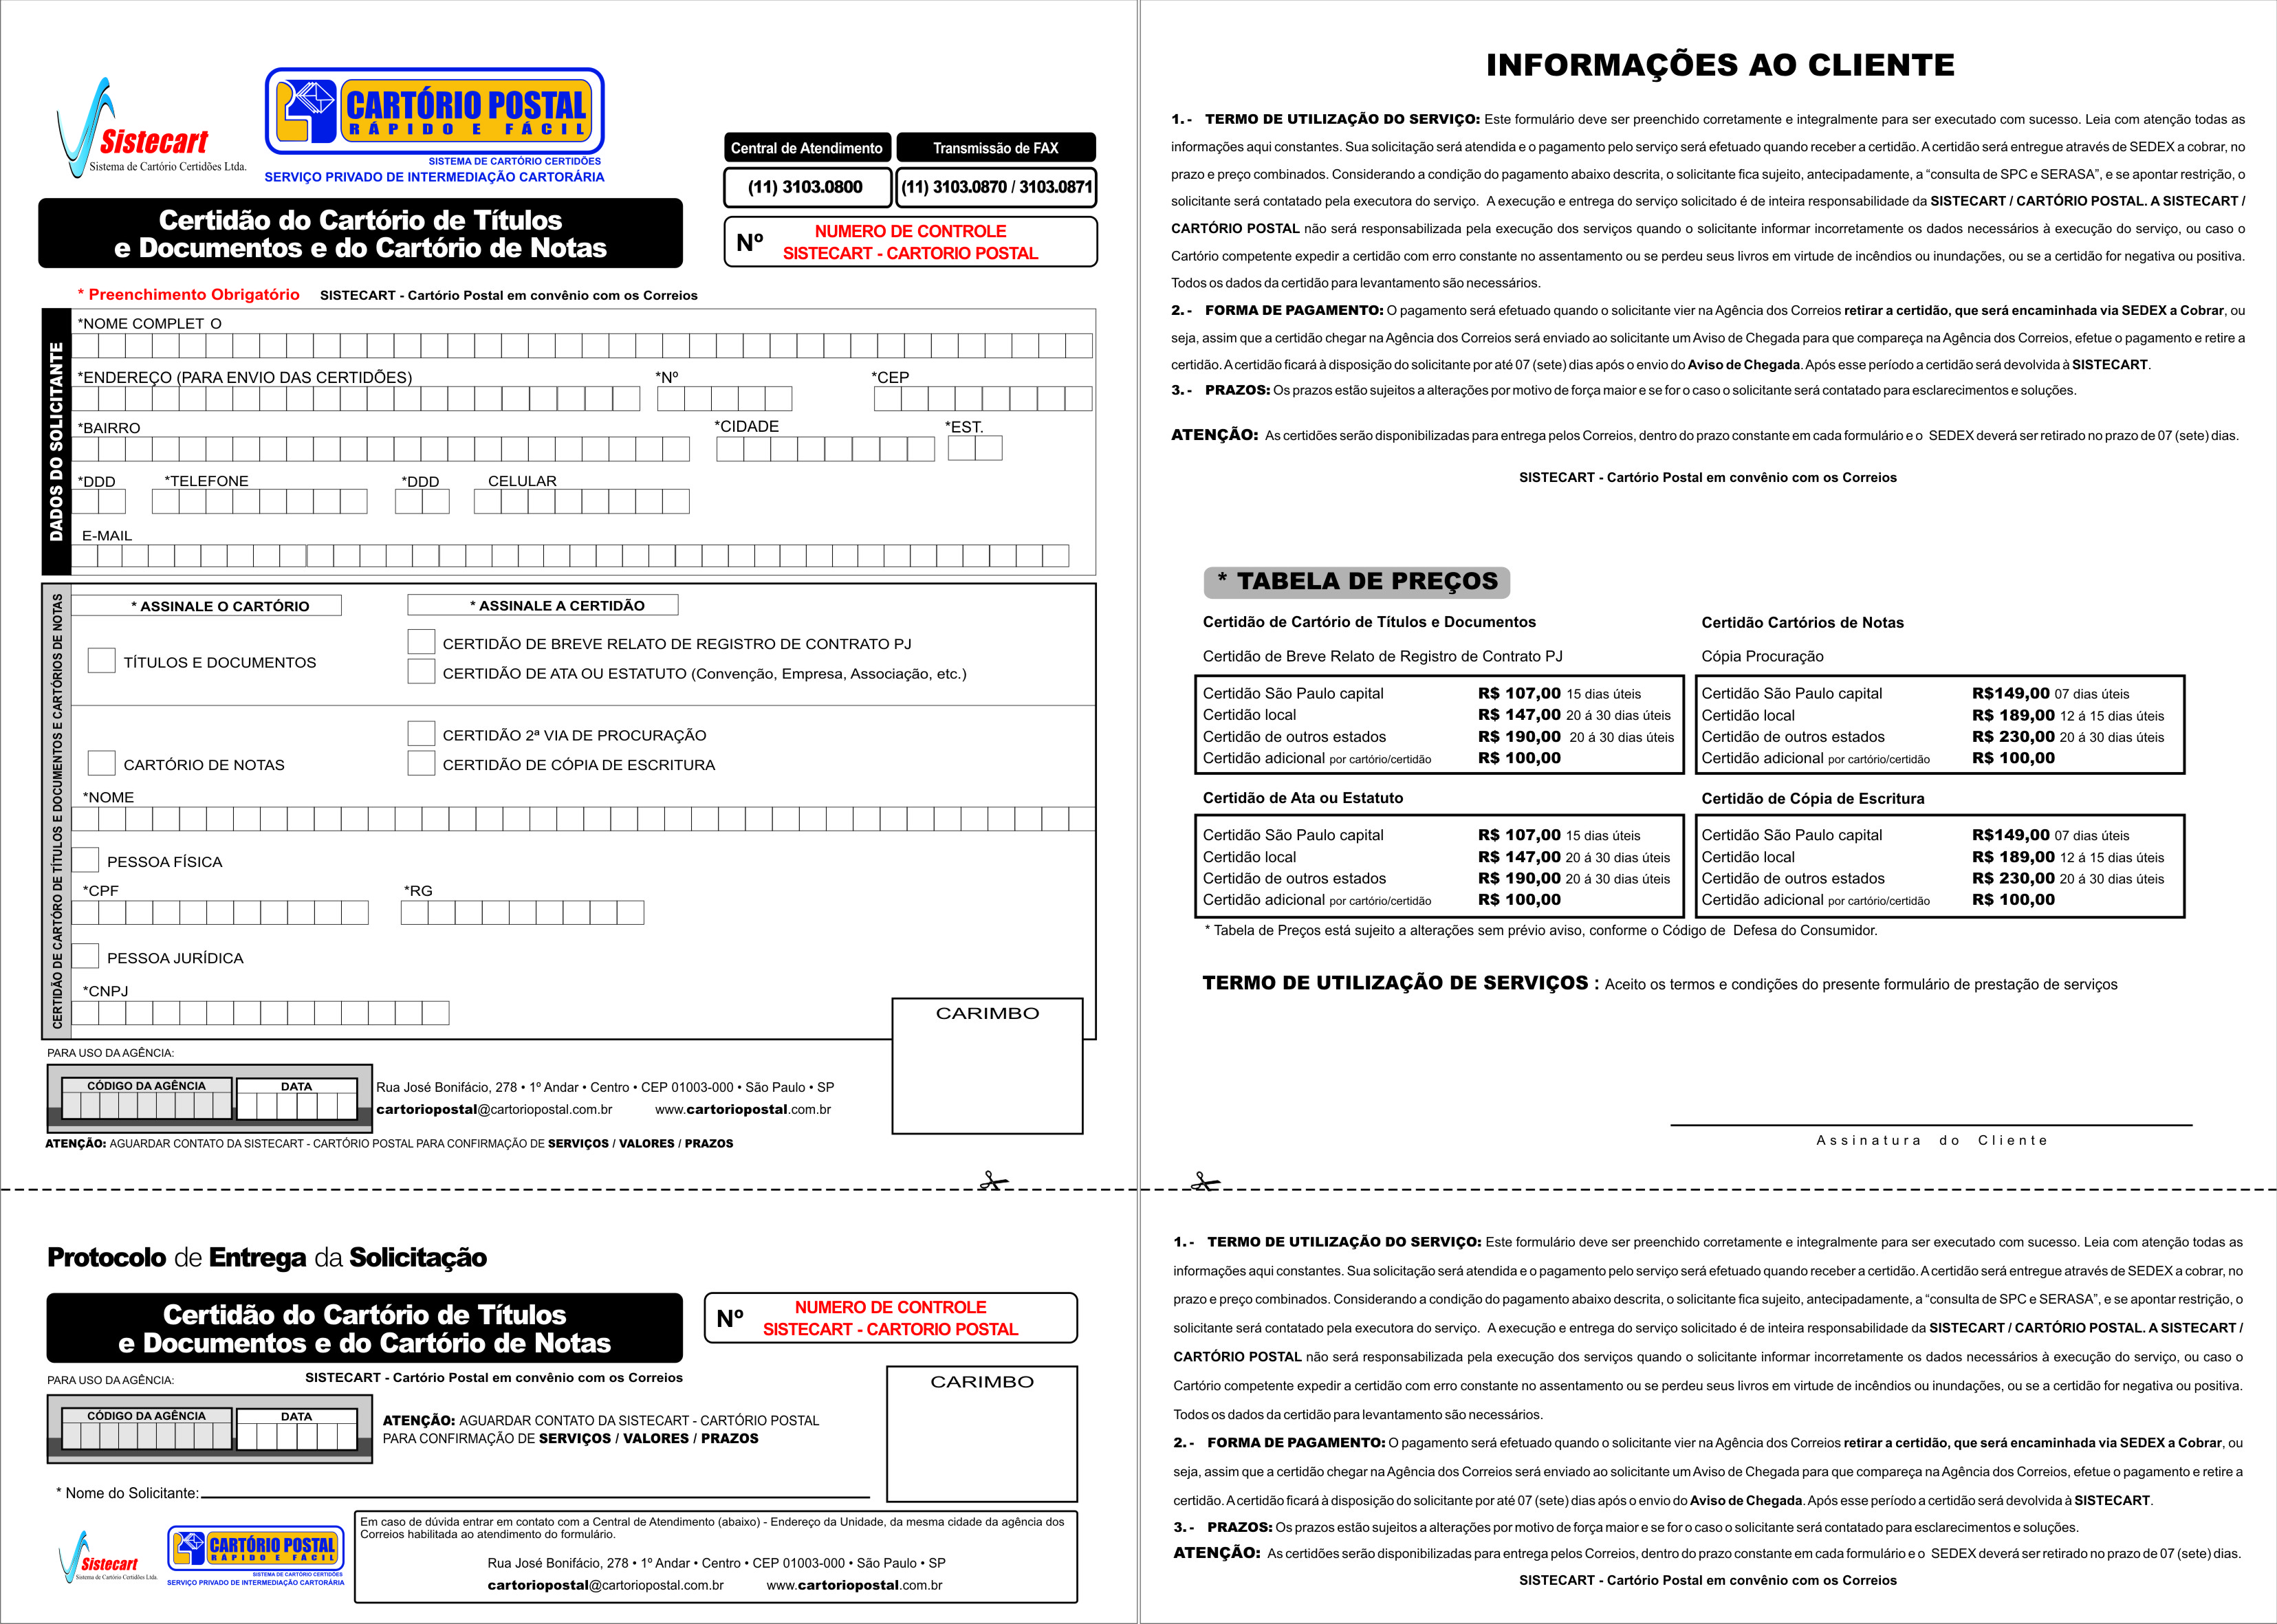 Sistecart
Sistema de Cartório Certidões Ltda.
CARTÓRIO POSTAL
RÁPIDO E FÁCIL
SISTEMA DE CARTÓRIO CERTIDÕES
SERVIÇO PRIVADO DE INTERMEDIAÇÃO CARTORÁRIA
Central de Atendimento
Transmissão de FAX
(11) 3103.0800
(11) 3103.0870 / 3103.0871
Certidão do Cartório de Títulos
e Documentos e do Cartório de Notas
Nº
NUMERO DE CONTROLE
SISTECART - CARTORIO POSTAL
* Preenchimento Obrigatório SISTECART - Cartório Postal em convênio com os Correios
DADOS DO SOLICITANTE
*NOME COMPLET O
*ENDEREÇO (PARA ENVIO DAS CERTIDÕES) *Nº *CEP
*BAIRRO *CIDADE *EST.
*DDD *TELEFONE *DDD CELULAR
E-MAIL
CERTIDÃO DE CARTÓRO DE TÍTULOS E DOCUMENTOS E CARTÓRIOS DE NOTAS
* ASSINALE O CARTÓRIO * ASSINALE A CERTIDÃO
CERTIDÃO DE BREVE RELATO DE REGISTRO DE CONTRATO PJ
TÍTULOS E DOCUMENTOS
CERTIDÃO DE ATA OU ESTATUTO (Convenção, Empresa, Associação, etc.)
CERTIDÃO 2ª VIA DE PROCURAÇÃO
CARTÓRIO DE NOTAS CERTIDÃO DE CÓPIA DE ESCRITURA
*NOME
PESSOA FÍSICA
*CPF *RG
PESSOA JURÍDICA
*CNPJ
CARIMBO
PARA USO DA AGÊNCIA:
CÓDIGO DA AGÊNCIA DATA
Rua José Bonifácio, 278 • 1º Andar • Centro • CEP 01003-000 • São Paulo • SP
cartoriopostal@cartoriopostal.com.br www.cartoriopostal.com.br
ATENÇÃO: AGUARDAR CONTATO DA SISTECART - CARTÓRIO POSTAL PARA CONFIRMAÇÃO DE SERVIÇOS / VALORES / PRAZOS
Protocolo de Entrega da Solicitação
Certidão do Cartório de Títulos
e Documentos e do Cartório de Notas
Nº
NUMERO DE CONTROLE
SISTECART - CARTORIO POSTAL
PARA USO DA AGÊNCIA: SISTECART - Cartório Postal em convênio com os Correios
CARIMBO
CÓDIGO DA AGÊNCIA DATA
ATENÇÃO: AGUARDAR CONTATO DA SISTECART - CARTÓRIO POSTAL
PARA CONFIRMAÇÃO DE SERVIÇOS / VALORES / PRAZOS
* Nome do Solicitante:
Sistecart
Sistema de Cartório Certidões Ltda.
CARTÓRIO POSTAL
RÁPIDO E FÁCIL
SISTEMA DE CARTÓRIO CERTIDÕES
SERVIÇO PRIVADO DE INTERMEDIAÇÃO CARTORÁRIA
Em caso de dúvida entrar em contato com a Central de Atendimento (abaixo) - Endereço da Unidade, da mesma cidade da agência dos
Correios habilitada ao atendimento do formulário.
Rua José Bonifácio, 278 • 1º Andar • Centro • CEP 01003-000 • São Paulo • SP
cartoriopostal@cartoriopostal.com.br www.cartoriopostal.com.br
INFORMAÇÕES AO CLIENTE
1. - TERMO DE UTILIZAÇÃO DO SERVIÇO: Este formulário deve ser preenchido corretamente e integralmente para ser executado com sucesso. Leia com atenção todas as
informações aqui constantes. Sua solicitação será atendida e o pagamento pelo serviço será efetuado quando receber a certidão. A certidão será entregue através de SEDEX a cobrar, no
prazo e preço combinados. Considerando a condição do pagamento abaixo descrita, o solicitante fica sujeito, antecipadamente, a “consulta de SPC e SERASA”, e se apontar restrição, o
solicitante será contatado pela executora do serviço. A execução e entrega do serviço solicitado é de inteira responsabilidade da SISTECART / CARTÓRIO POSTAL. A SISTECART /
CARTÓRIO POSTAL não será responsabilizada pela execução dos serviços quando o solicitante informar incorretamente os dados necessários à execução do serviço, ou caso o
Cartório competente expedir a certidão com erro constante no assentamento ou se perdeu seus livros em virtude de incêndios ou inundações, ou se a certidão for negativa ou positiva.
Todos os dados da certidão para levantamento são necessários.
2. - FORMA DE PAGAMENTO: O pagamento será efetuado quando o solicitante vier na Agência dos Correios retirar a certidão, que será encaminhada via SEDEX a Cobrar, ou
seja, assim que a certidão chegar na Agência dos Correios será enviado ao solicitante um Aviso de Chegada para que compareça na Agência dos Correios, efetue o pagamento e retire a
certidão. A certidão ficará à disposição do solicitante por até 07 (sete) dias após o envio do Aviso de Chegada. Após esse período a certidão será devolvida à SISTECART.
3. - PRAZOS: Os prazos estão sujeitos a alterações por motivo de força maior e se for o caso o solicitante será contatado para esclarecimentos e soluções.
ATENÇÃO: As certidões serão disponibilizadas para entrega pelos Correios, dentro do prazo constante em cada formulário e o SEDEX deverá ser retirado no prazo de 07 (sete) dias.
SISTECART - Cartório Postal em convênio com os Correios
* TABELA DE PREÇOS
Certidão de Cartório de Títulos e Documentos
Certidão de Breve Relato de Registro de Contrato PJ
Certidão São Paulo capital R$ 107,00 15 dias úteis
Certidão local R$ 147,00 20 á 30 dias úteis
Certidão de outros estados R$ 190,00 20 á 30 dias úteis
Certidão adicional por cartório/certidão R$ 100,00
Certidão Cartórios de Notas
Cópia Procuração
Certidão São Paulo capital R$149,00 07 dias úteis
Certidão local R$ 189,00 12 á 15 dias úteis
Certidão de outros estados R$ 230,00 20 á 30 dias úteis
Certidão adicional por cartório/certidão R$ 100,00
Certidão de Ata ou Estatuto
Certidão São Paulo capital R$ 107,00 15 dias úteis
Certidão local R$ 147,00 20 á 30 dias úteis
Certidão de outros estados R$ 190,00 20 á 30 dias úteis
Certidão adicional por cartório/certidão R$ 100,00
Certidão de Cópia de Escritura
Certidão São Paulo capital R$149,00 07 dias úteis
Certidão local R$ 189,00 12 á 15 dias úteis
Certidão de outros estados R$ 230,00 20 á 30 dias úteis
Certidão adicional por cartório/certidão R$ 100,00
* Tabela de Preços está sujeito a alterações sem prévio aviso, conforme o Código de Defesa do Consumidor.
TERMO DE UTILIZAÇÃO DE SERVIÇOS : Aceito os termos e condições do presente formulário de prestação de serviços
Assinatura do Cliente
1. - TERMO DE UTILIZAÇÃO DO SERVIÇO: Este formulário deve ser preenchido corretamente e integralmente para ser executado com sucesso. Leia com atenção todas as
informações aqui constantes. Sua solicitação será atendida e o pagamento pelo serviço será efetuado quando receber a certidão. A certidão será entregue através de SEDEX a cobrar, no
prazo e preço combinados. Considerando a condição do pagamento abaixo descrita, o solicitante fica sujeito, antecipadamente, a “consulta de SPC e SERASA”, e se apontar restrição, o
solicitante será contatado pela executora do serviço. A execução e entrega do serviço solicitado é de inteira responsabilidade da SISTECART / CARTÓRIO POSTAL. A SISTECART /
CARTÓRIO POSTAL não será responsabilizada pela execução dos serviços quando o solicitante informar incorretamente os dados necessários à execução do serviço, ou caso o
Cartório competente expedir a certidão com erro constante no assentamento ou se perdeu seus livros em virtude de incêndios ou inundações, ou se a certidão for negativa ou positiva.
Todos os dados da certidão para levantamento são necessários.
2. - FORMA DE PAGAMENTO: O pagamento será efetuado quando o solicitante vier na Agência dos Correios retirar a certidão, que será encaminhada via SEDEX a Cobrar, ou
seja, assim que a certidão chegar na Agência dos Correios será enviado ao solicitante um Aviso de Chegada para que compareça na Agência dos Correios, efetue o pagamento e retire a
certidão. A certidão ficará à disposição do solicitante por até 07 (sete) dias após o envio do Aviso de Chegada. Após esse período a certidão será devolvida à SISTECART.
3. - PRAZOS: Os prazos estão sujeitos a alterações por motivo de força maior e se for o caso o solicitante será contatado para esclarecimentos e soluções.
ATENÇÃO: As certidões serão disponibilizadas para entrega pelos Correios, dentro do prazo constante em cada formulário e o SEDEX deverá ser retirado no prazo de 07 (sete) dias.
SISTECART - Cartório Postal em convênio com os Correios